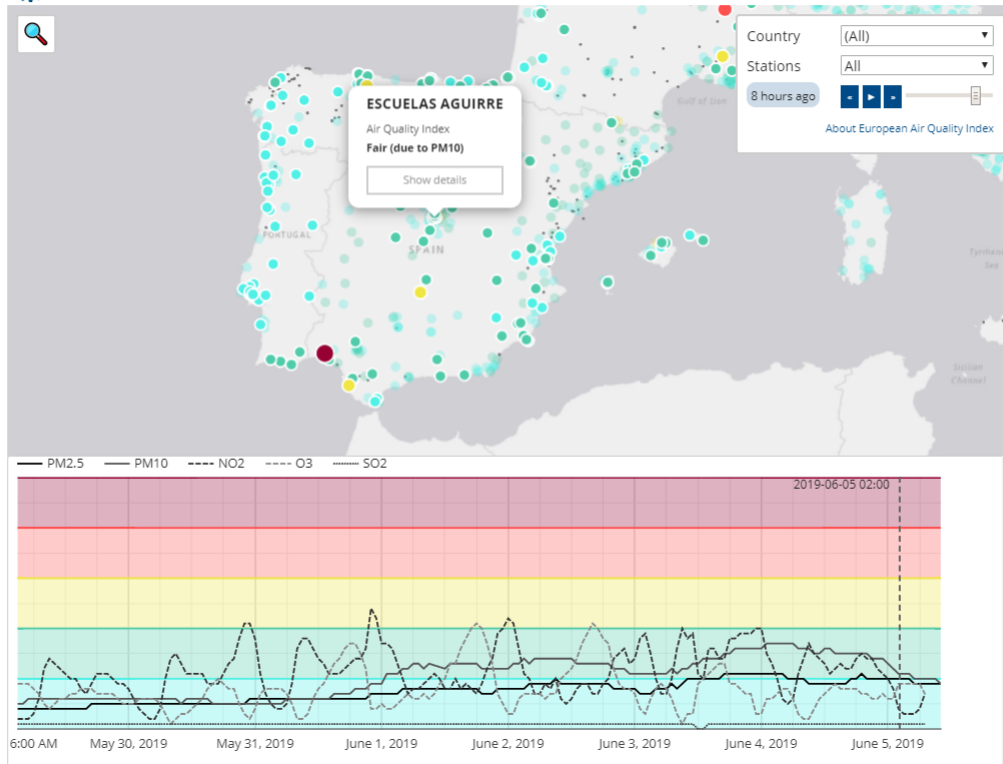 Country (All)
Stations All
8 hours ago « ▶ »
About European Air Quality Index
ESCUELAS AGUIRRE
Air Quality Index
Fair (due to PM10)
Show details
Gulf of Lion
PORTUGAL
SPAIN
Tyrrhenian
Sea
Sicilian
Channel
PM2.5 PM10 NO2 O3 SO2
2019-06-05 02:00
6:00 AM May 30, 2019 May 31, 2019 June 1, 2019 June 2, 2019 June 3, 2019 June 4, 2019 June 5, 2019